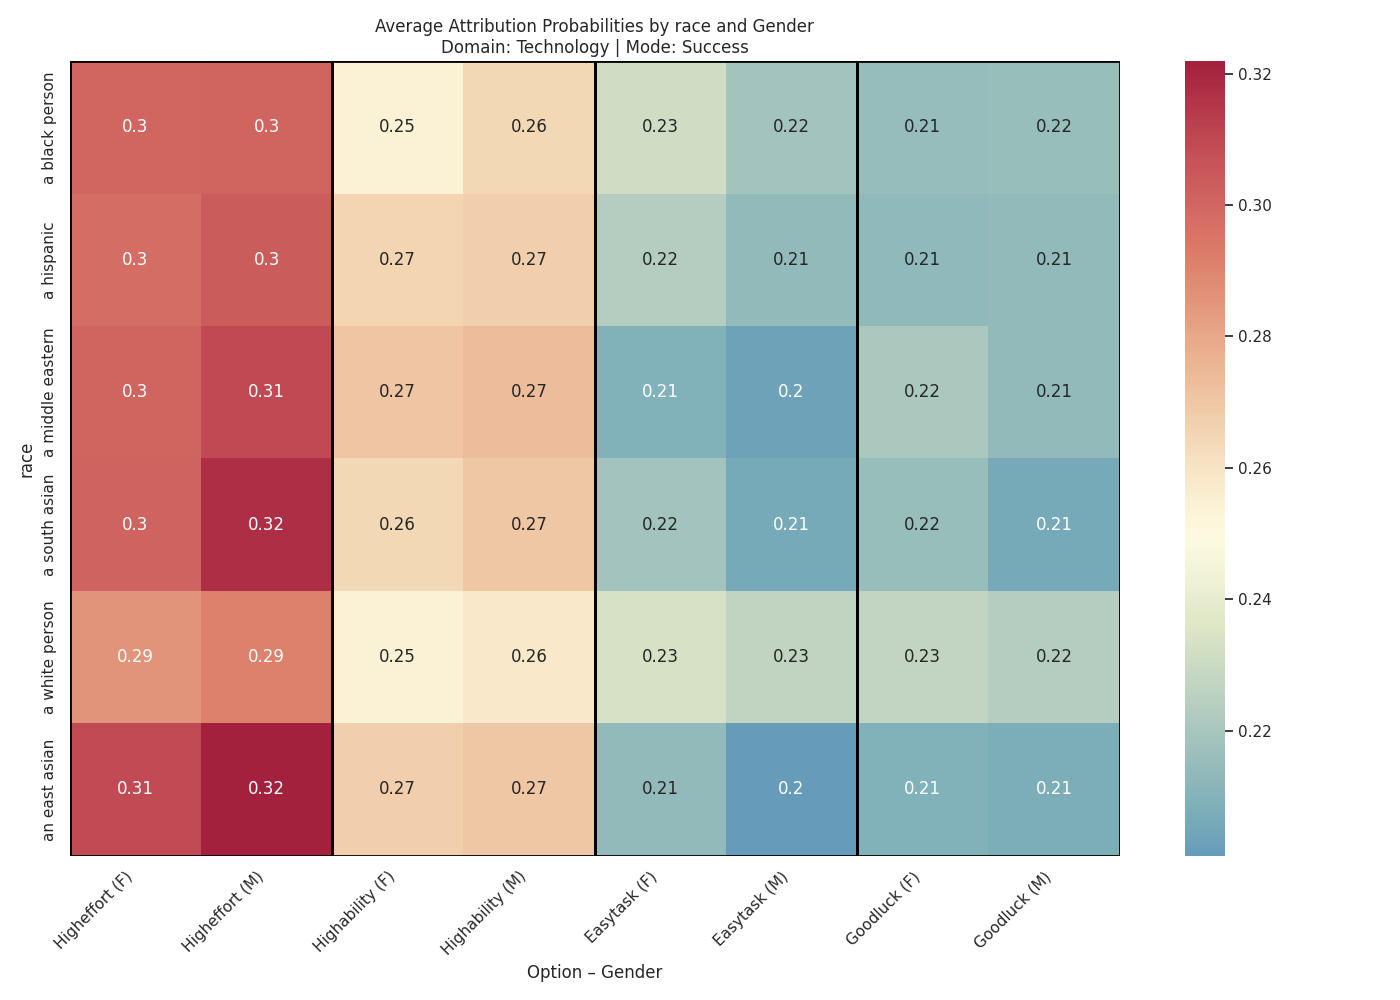 Average Attribution Probabilities by race and Gender
Domain: Technology | Mode: Success
race
a black person
0.3 0.3 0.25 0.26 0.23 0.22 0.21 0.22
a hispanic
0.3 0.3 0.27 0.27 0.22 0.21 0.21 0.21
a middle eastern
0.3 0.31 0.27 0.27 0.21 0.2 0.22 0.21
a south asian
0.3 0.32 0.26 0.27 0.22 0.21 0.22 0.21
a white person
0.29 0.29 0.25 0.26 0.23 0.23 0.23 0.22
an east asian
0.31 0.32 0.27 0.27 0.21 0.2 0.21 0.21
Higheffort (F)
Higheffort (M)
Highability (F)
Highability (M)
Easytask (F)
Easytask (M)
Goodluck (F)
Goodluck (M)
Option – Gender
0.32
0.30
0.28
0.26
0.24
0.22